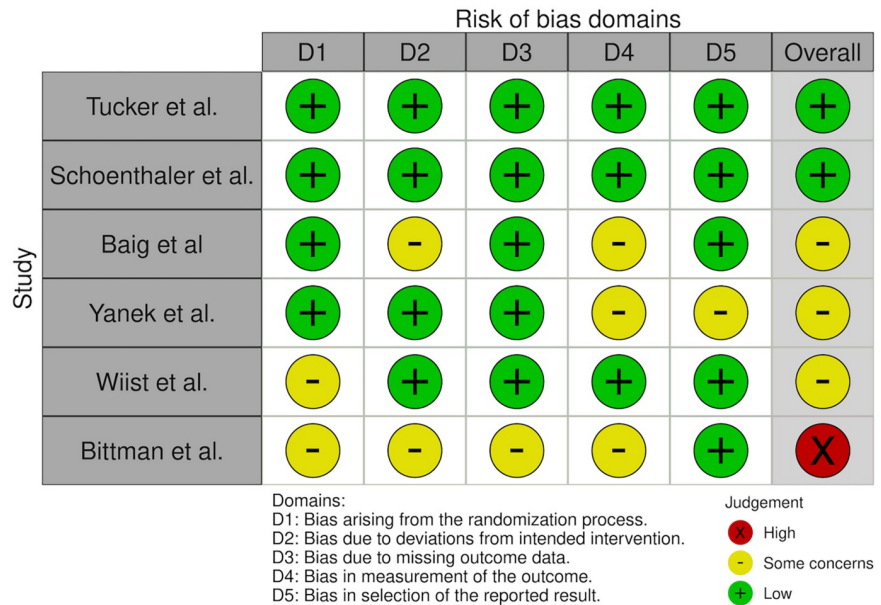 Risk of bias domains
D1 D2 D3 D4 D5 Overall
Study
Tucker et al. + + + + + +
Schoenthaler et al. + + + + + +
Baig et al + - + - + -
Yanek et al. + + + - - -
Wiist et al. - + + + + -
Bittman et al. - - - - + X
Domains:
D1: Bias arising from the randomization process.
D2: Bias due to deviations from intended intervention.
D3: Bias due to missing outcome data.
D4: Bias in measurement of the outcome.
D5: Bias in selection of the reported result.
Judgement
X High
- Some concerns
+ Low